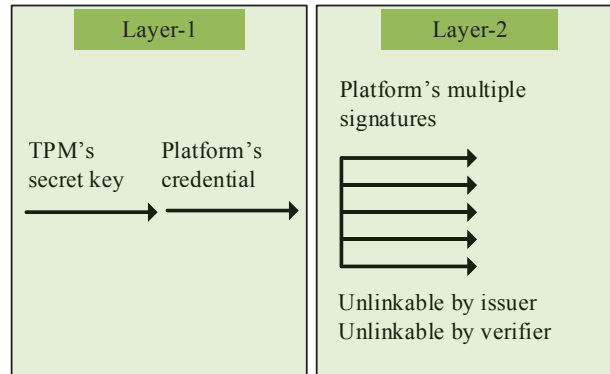 Layer-1
TPM’s
secret key
Platform’s
credential
Layer-2
Platform’s multiple
signatures
Unlinkable by issuer
Unlinkable by verifier